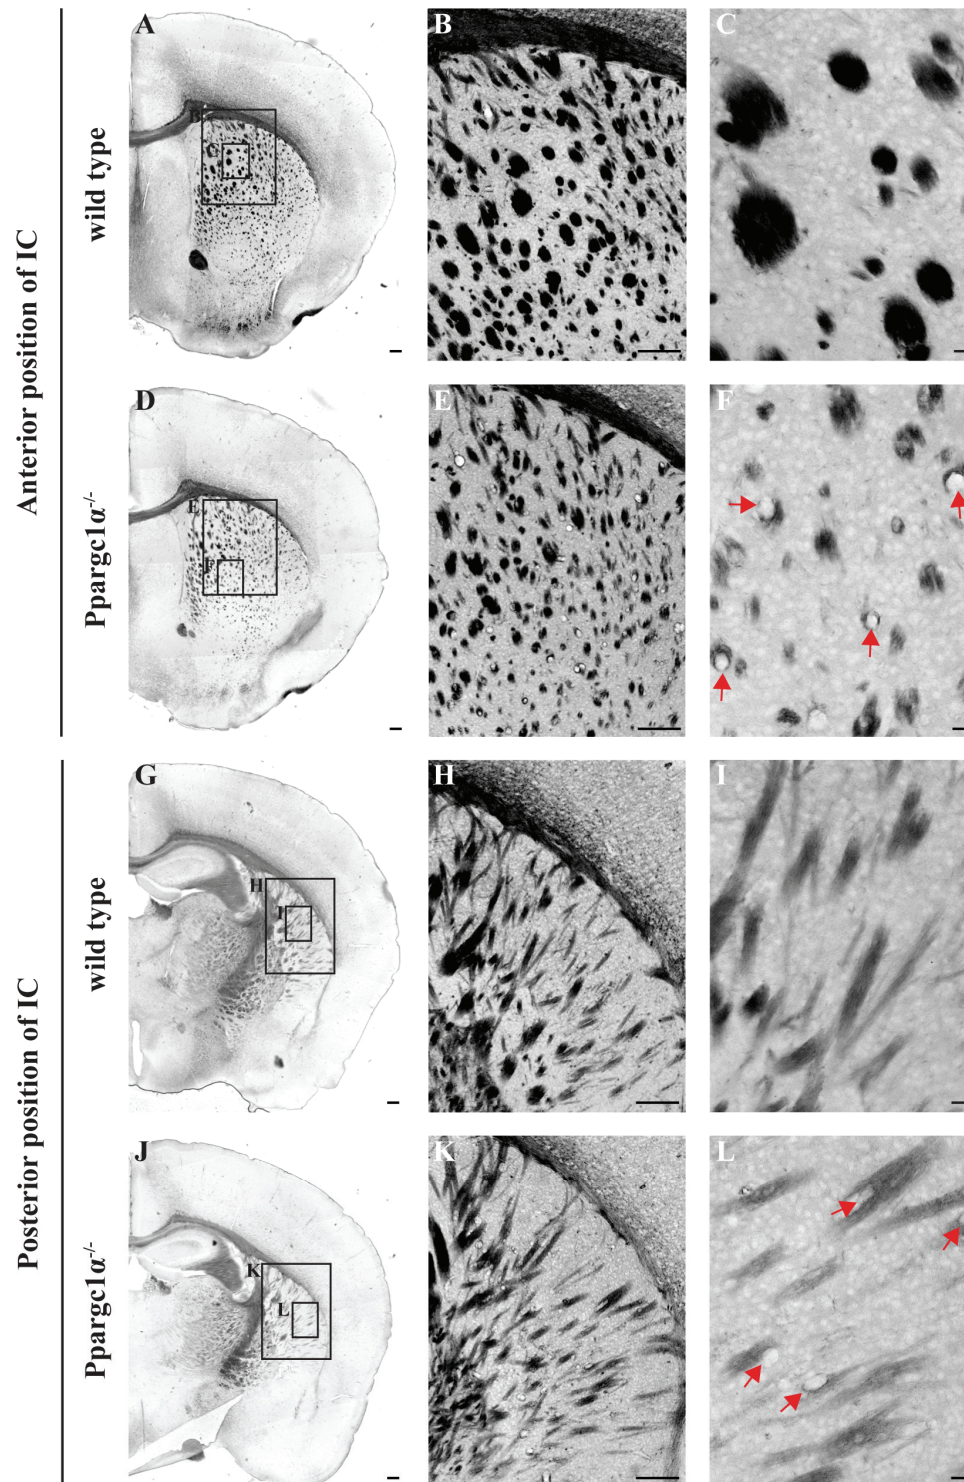 Anterior position of IC
wild type
A
B
B
C
Ppargc1α⁻/⁻
D
E
F
E
F
Posterior position of IC
wild type
G
H
I
H
I
Ppargc1α⁻/⁻
J
K
L
K
L